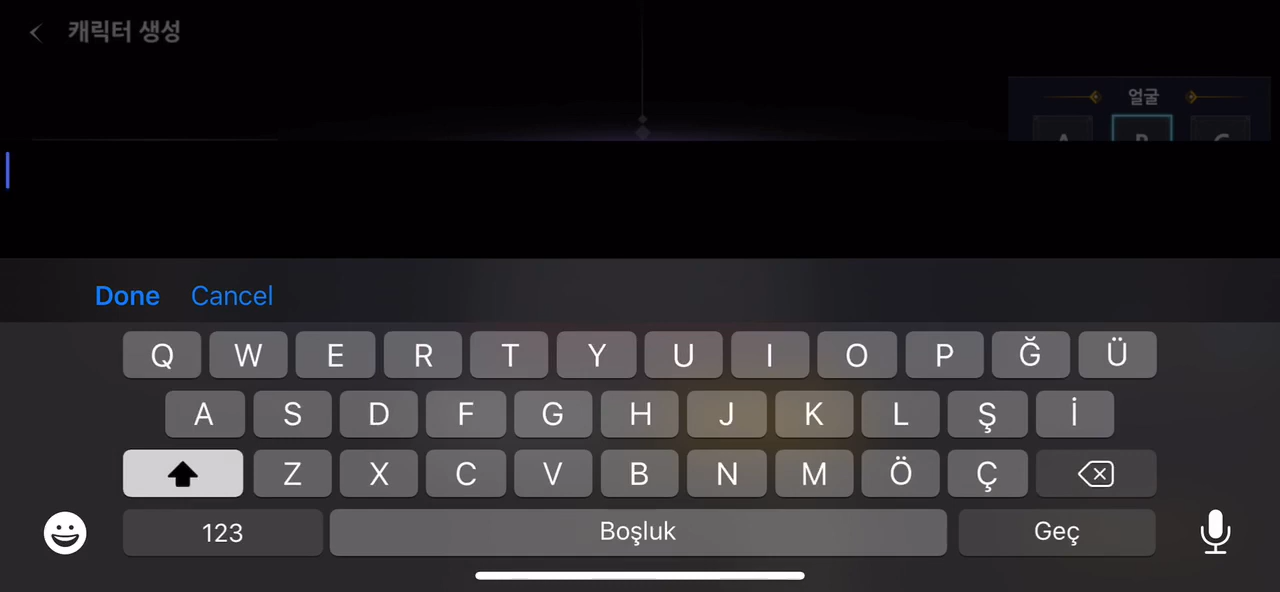 캐릭터 생성
얼굴
A B C
Done Cancel
Q W E R T Y U I O P Ğ Ü
A S D F G H J K L Ş İ
Z X C V B N M Ö Ç
123 Boşluk Geç